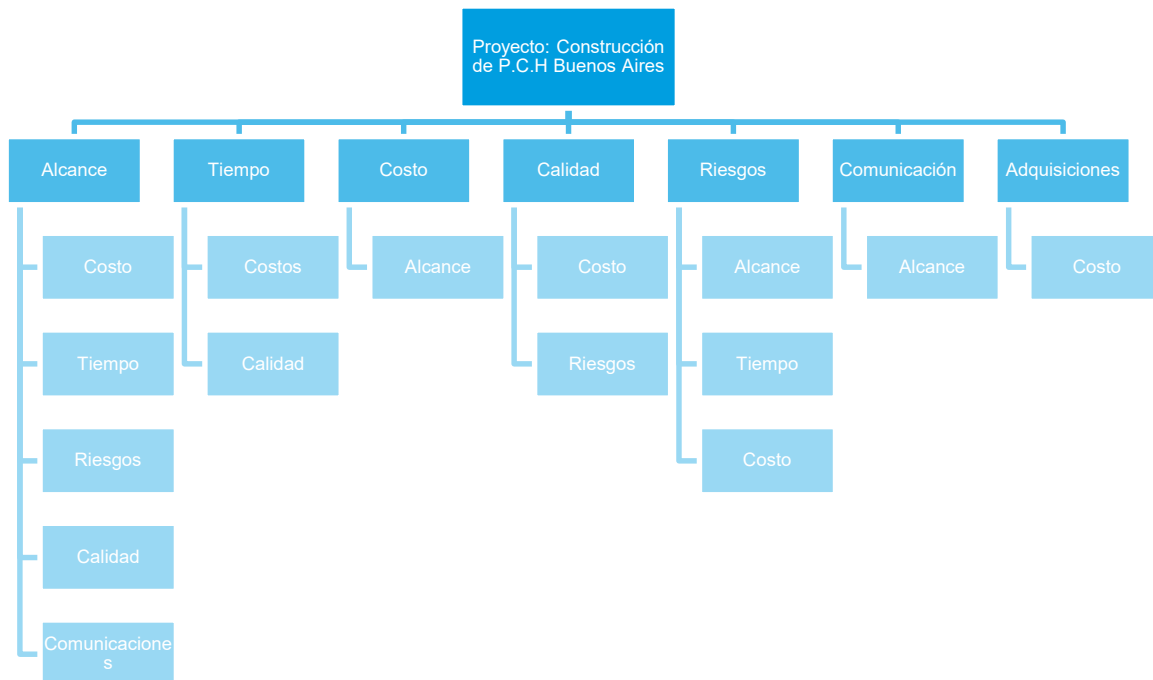 Proyecto: Construcción
de P.C.H Buenos Aires
Alcance
Tiempo
Costo
Calidad
Riesgos
Comunicación
Adquisiciones
Costo
Tiempo
Riesgos
Calidad
Comunicacione
s
Costos
Calidad
Alcance
Costo
Riesgos
Alcance
Tiempo
Costo
Alcance
Costo